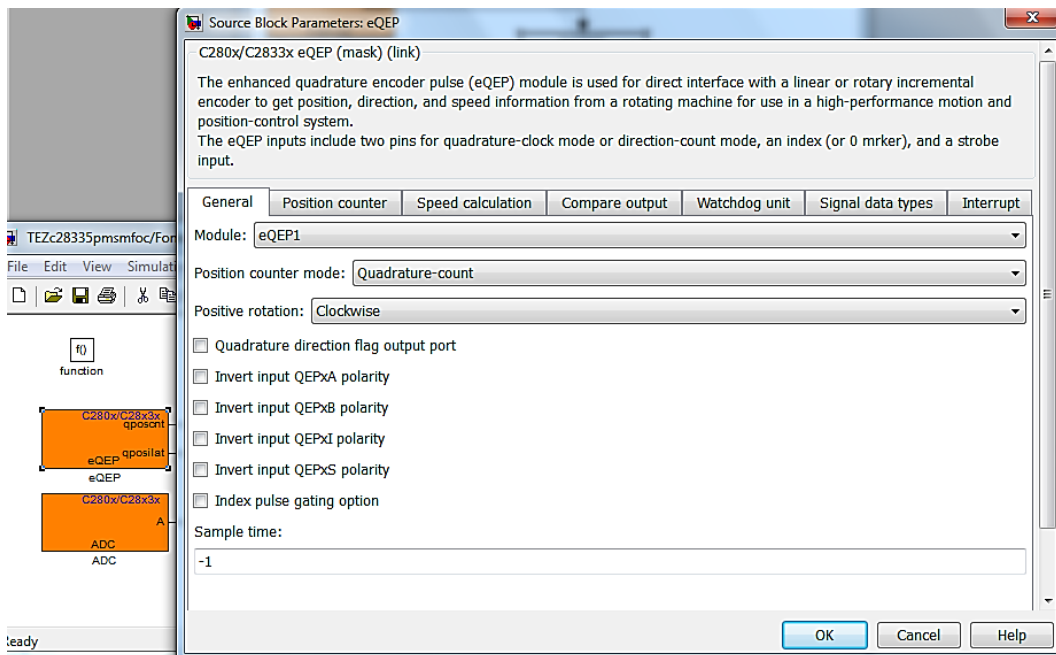 Source Block Parameters: eQEP
C280x/C2833x eQEP (mask) (link)
The enhanced quadrature encoder pulse (eQEP) module is used for direct interface with a linear or rotary incremental
encoder to get position, direction, and speed information from a rotating machine for use in a high-performance motion and
position-control system.
The eQEP inputs include two pins for quadrature-clock mode or direction-count mode, an index (or 0 mrker), and a strobe
input.
General Position counter Speed calculation Compare output Watchdog unit Signal data types Interrupt
Module: eQEP1
Position counter mode: Quadrature-count
Positive rotation: Clockwise
Quadrature direction flag output port
Invert input QEPxA polarity
Invert input QEPxB polarity
Invert input QEPxI polarity
Invert input QEPxS polarity
Index pulse gating option
Sample time:
-1
OK Cancel Help
TEZc28335pmsmfoc/For
File Edit View Simulati
f()
function
C280x/C28x3x
qposcnt
qposilat
eQEP
eQEP
C280x/C28x3x
A
ADC
ADC
Ready